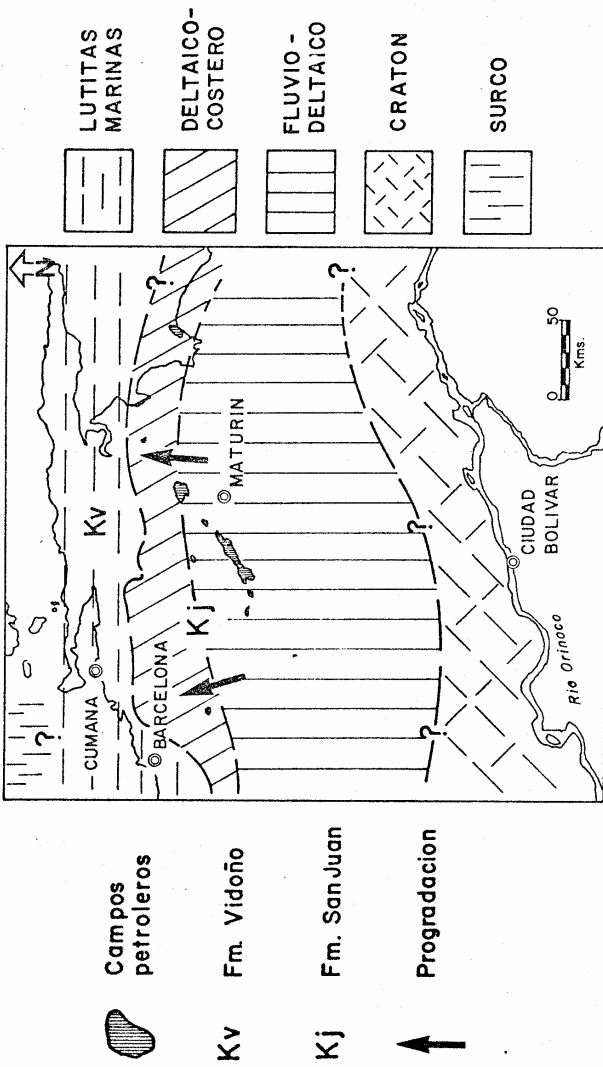 LUTITAS
MARINAS
DELTAICO-
COSTERO
FLUVIO-
DELTAICO
CRATON
SURCO
N
?
?
Kv
?
CUMANA
BARCELONA
Kj
MATURIN
?
?
CIUDAD
BOLIVAR
Rio Orinoco
0 50
Kms.
Campos
petroleros
Kv Fm. Vidoño
Kj Fm. San Juan
Progradacion